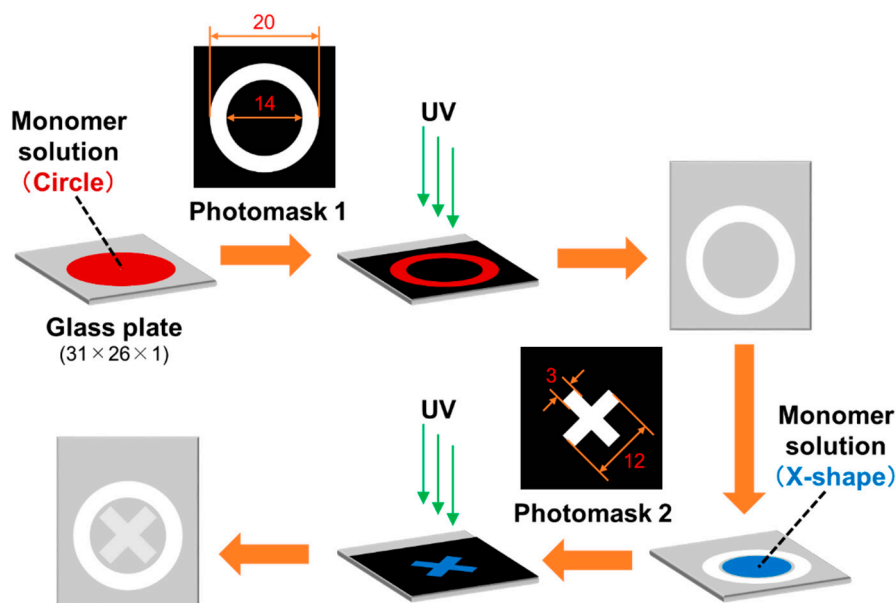 20
14
Monomer
solution
（Circle）
Photomask 1
UV
Glass plate
(31×26×1)
3
12
UV
Photomask 2
Monomer
solution
（X-shape）